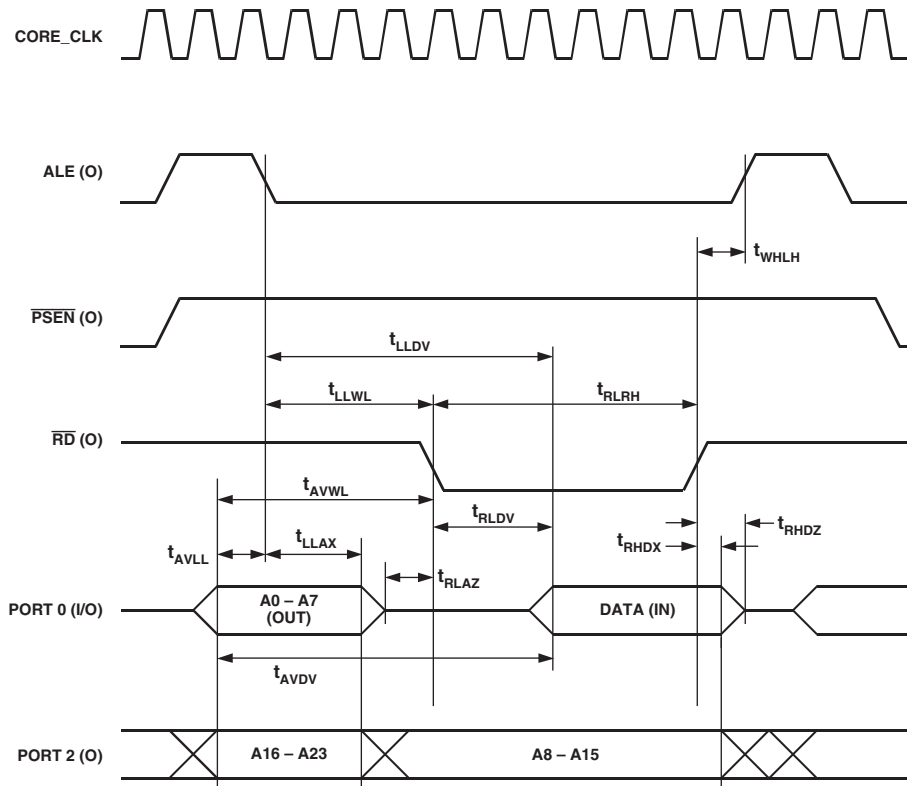 CORE_CLK
ALE (O)
tWHLH
PSEN (O)
tLLDV
tLLWL
tRLRH
RD (O)
tAVWL
tRLDV
tRHDZ
tAVLL
tLLAX
tRHDX
tRLAZ
PORT 0 (I/O)
A0 – A7
(OUT)
DATA (IN)
tAVDV
PORT 2 (O)
A16 – A23
A8 – A15